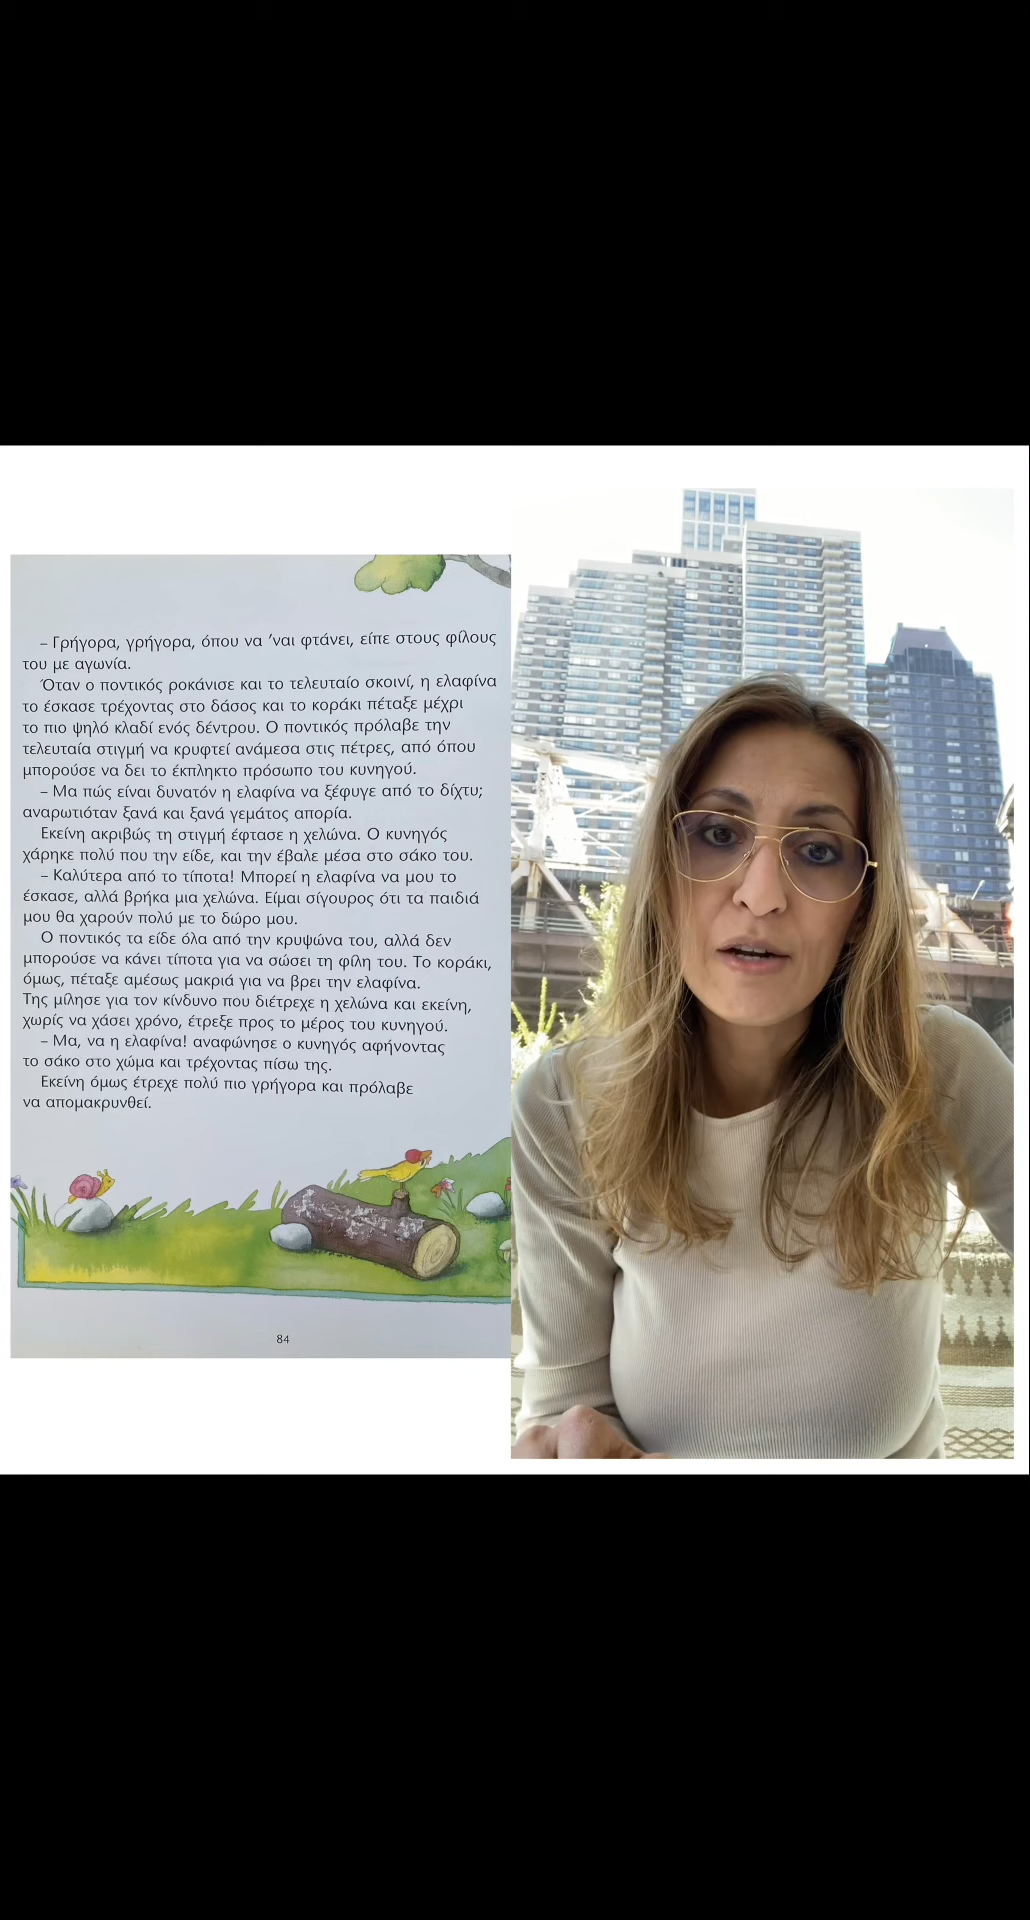 – Γρήγορα, γρήγορα, όπου να ’ναι φτάνει, είπε στους φίλους
του με αγωνία.
Όταν ο ποντικός ροκάνισε και το τελευταίο σκοινί, η ελαφίνα
το έσκασε τρέχοντας στο δάσος και το κοράκι πέταξε μέχρι
το πιο ψηλό κλαδί ενός δέντρου. Ο ποντικός πρόλαβε την
τελευταία στιγμή να κρυφτεί ανάμεσα στις πέτρες, από όπου
μπορούσε να δει το έκπληκτο πρόσωπο του κυνηγού.
– Μα πώς είναι δυνατόν η ελαφίνα να ξέφυγε από το δίχτυ;
αναρωτιόταν ξανά και ξανά γεμάτος απορία.
Εκείνη ακριβώς τη στιγμή έφτασε η χελώνα. Ο κυνηγός
χάρηκε πολύ που την είδε, και την έβαλε μέσα στο σάκο του.
– Καλύτερα από το τίποτα! Μπορεί η ελαφίνα να μου το
έσκασε, αλλά βρήκα μια χελώνα. Είμαι σίγουρος ότι τα παιδιά
μου θα χαρούν πολύ με το δώρο μου.
Ο ποντικός τα είδε όλα από την κρυψώνα του, αλλά δεν
μπορούσε να κάνει τίποτα για να σώσει τη φίλη του. Το κοράκι,
όμως, πέταξε αμέσως μακριά για να βρει την ελαφίνα.
Της μίλησε για τον κίνδυνο που διέτρεχε η χελώνα και εκείνη,
χωρίς να χάσει χρόνο, έτρεξε προς το μέρος του κυνηγού.
– Μα, να η ελαφίνα! αναφώνησε ο κυνηγός αφήνοντας
το σάκο στο χώμα και τρέχοντας πίσω της.
Εκείνη όμως έτρεχε πολύ πιο γρήγορα και πρόλαβε
να απομακρυνθεί.
84